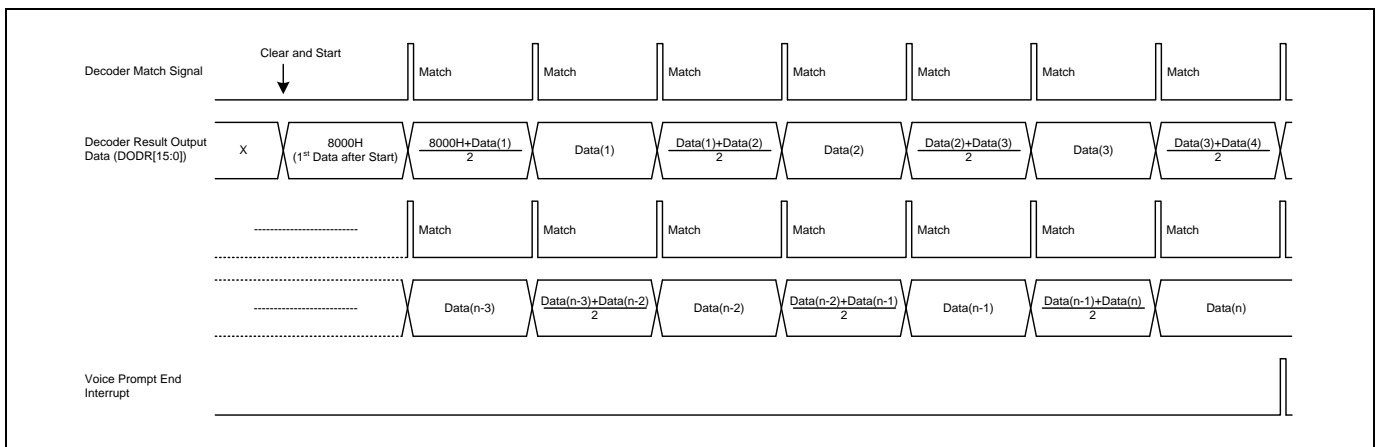 Clear and Start
Decoder Match Signal
Match Match Match Match Match Match Match
Decoder Result Output
Data (DODR[15:0])
X
8000H
(1st Data after Start)
8000H+Data(1)
2
Data(1)
Data(1)+Data(2)
2
Data(2)
Data(2)+Data(3)
2
Data(3)
Data(3)+Data(4)
2
--------------------------
Match Match Match Match Match Match Match
--------------------------
Data(n-3)
Data(n-3)+Data(n-2)
2
Data(n-2)
Data(n-2)+Data(n-1)
2
Data(n-1)
Data(n-1)+Data(n)
2
Data(n)
Voice Prompt End
Interrupt